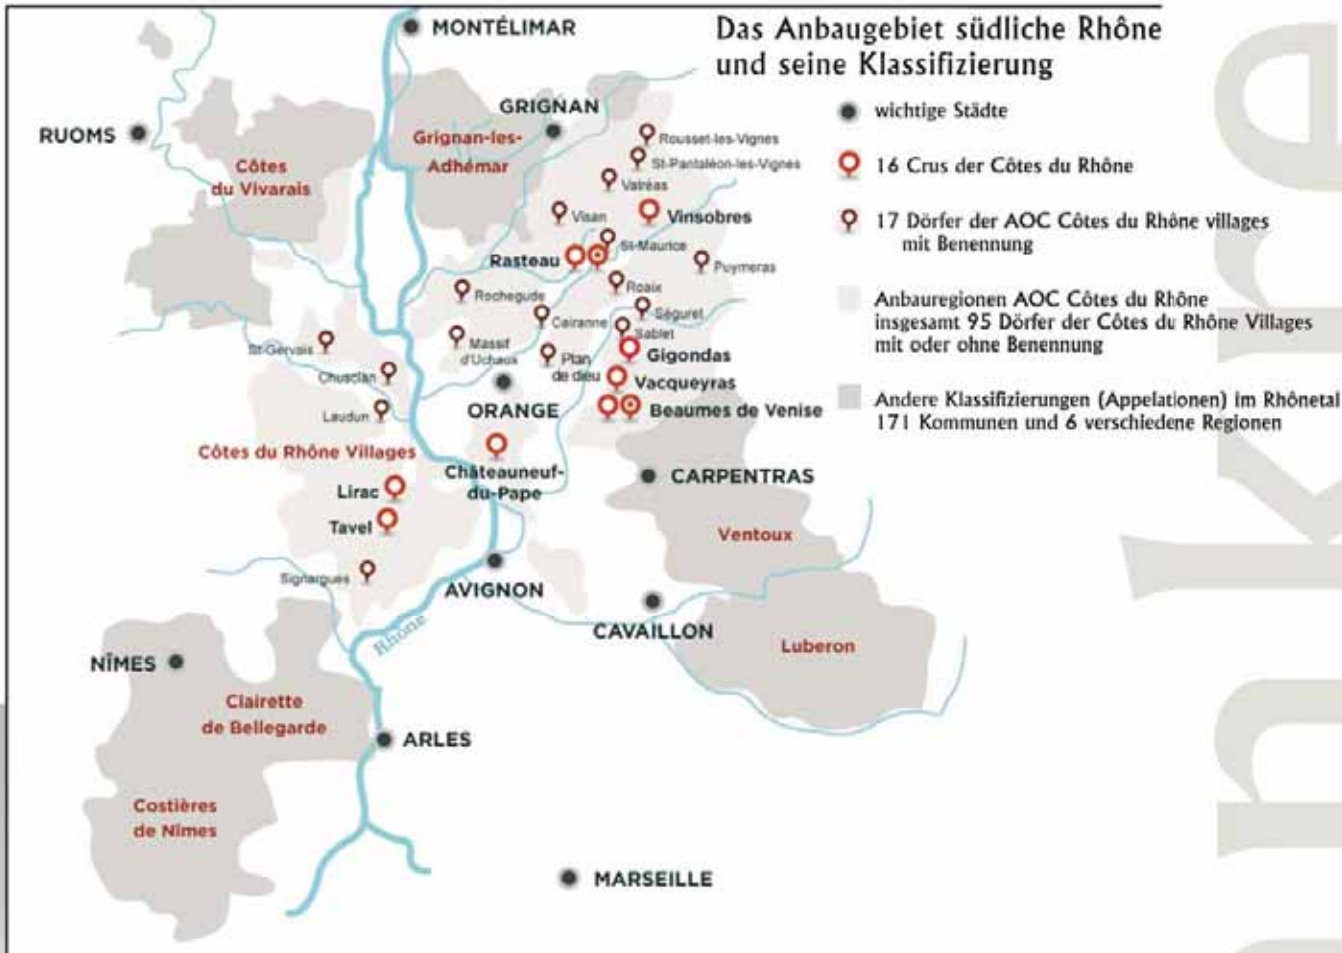 Das Anbaugebiet südliche Rhône
und seine Klassifizierung
wichtige Städte
16 Crus der Côtes du Rhône
17 Dörfer der AOC Côtes du Rhône villages
mit Benennung
Anbauregionen AOC Côtes du Rhône
insgesamt 95 Dörfer der Côtes du Rhône Villages
mit oder ohne Benennung
Andere Klassifizierungen (Appelationen) im Rhônetal
171 Kommunen und 6 verschiedene Regionen
MONTÉLIMAR
GRIGNAN
RUOMS
Grignan-les-
Adhémar
Côtes
du Vivarais
Rousset-les-Vignes
St-Pantaléon-les-Vignes
Valréas
Visan
Vinsobres
St-Maurice
Rasteau
Puymeras
Rochegude
Roaix
Cairanne
Séguret
Sablet
St-Gervais
Massif
d'Uchaux
Plan
de dieu
Gigondas
Chusclan
Vacqueyras
Laudun
ORANGE
Beaumes de Venise
Côtes du Rhône Villages
Châteauneuf-
du-Pape
Lirac
Tavel
CARPENTRAS
Ventoux
Signargues
AVIGNON
Rhône
CAVAILLON
Luberon
NÎMES
Clairette
de Bellegarde
ARLES
Costières
de Nîmes
MARSEILLE